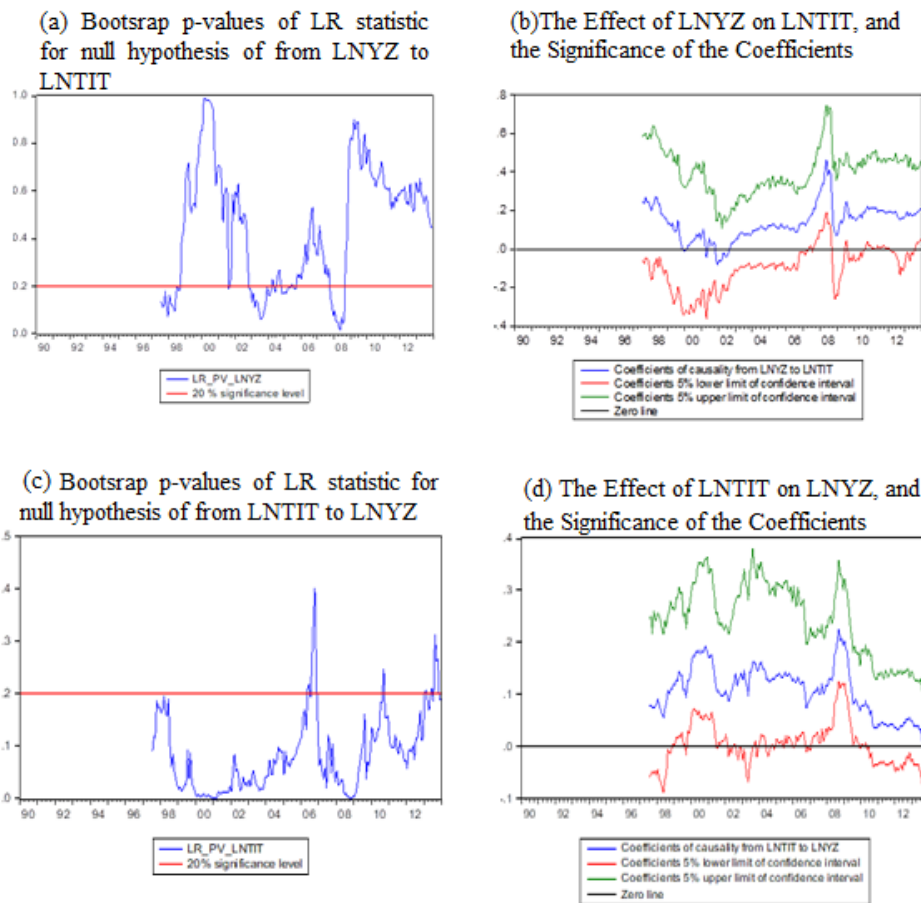 (a) Bootsrap p-values of LR statistic
for null hypothesis of from LNYZ to
LNTIT
1.0
0.8
0.6
0.4
0.2
0.0
90 92 94 96 98 00 02 04 06 08 10 12
LR_PV_LNYZ
20 % significance level
(b)The Effect of LNYZ on LNTIT, and
the Significance of the Coefficients
.8
.6
.4
.2
.0
-.2
-.4
90 92 94 96 98 00 02 04 06 08 10 12
Coefficients of causality from LNYZ to LNTIT
Coefficients 5% lower limit of confidence interval
Coefficients 5% upper limit of confidence interval
Zero line
(c) Bootsrap p-values of LR statistic for
null hypothesis of from LNTIT to LNYZ
.5
.4
.3
.2
.1
.0
90 92 94 96 98 00 02 04 06 08 10 12
LR_PV_LNTIT
20% significance level
(d) The Effect of LNTIT on LNYZ, and
the Significance of the Coefficients
.4
.3
.2
.1
.0
-.1
90 92 94 96 98 00 02 04 06 08 10 12
Coefficients of causality from LNTIT to LNYZ
Coefficients 5% lower limit of confidence interval
Coefficients 5% upper limit of confidence interval
Zero line